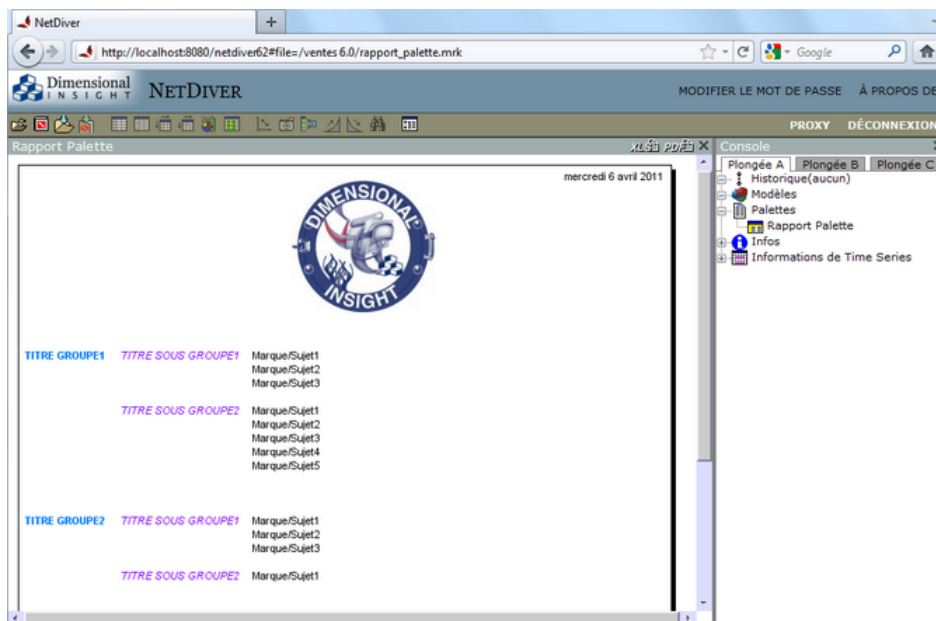 NetDiver
http://localhost:8080/netdiver62#file=/ventes 6.0/rapport_palette.mrk
Google
Dimensional
INSIGHT
NETDIVER
MODIFIER LE MOT DE PASSE À PROPOS DE
PROXY DÉCONNEXION
Rapport Palette
XLS PDF
Console
Plongée A Plongée B Plongée C
Historique(aucun)
Modèles
Palettes
Rapport Palette
Infos
Informations de Time Series
mercredi 6 avril 2011
DIMENSIONAL
INSIGHT
TITRE GROUPE1 TITRE SOUS GROUPE1 Marque/Sujet1
Marque/Sujet2
Marque/Sujet3
TITRE SOUS GROUPE2 Marque/Sujet1
Marque/Sujet2
Marque/Sujet3
Marque/Sujet4
Marque/Sujet5
TITRE GROUPE2 TITRE SOUS GROUPE1 Marque/Sujet1
Marque/Sujet2
Marque/Sujet3
TITRE SOUS GROUPE2 Marque/Sujet1